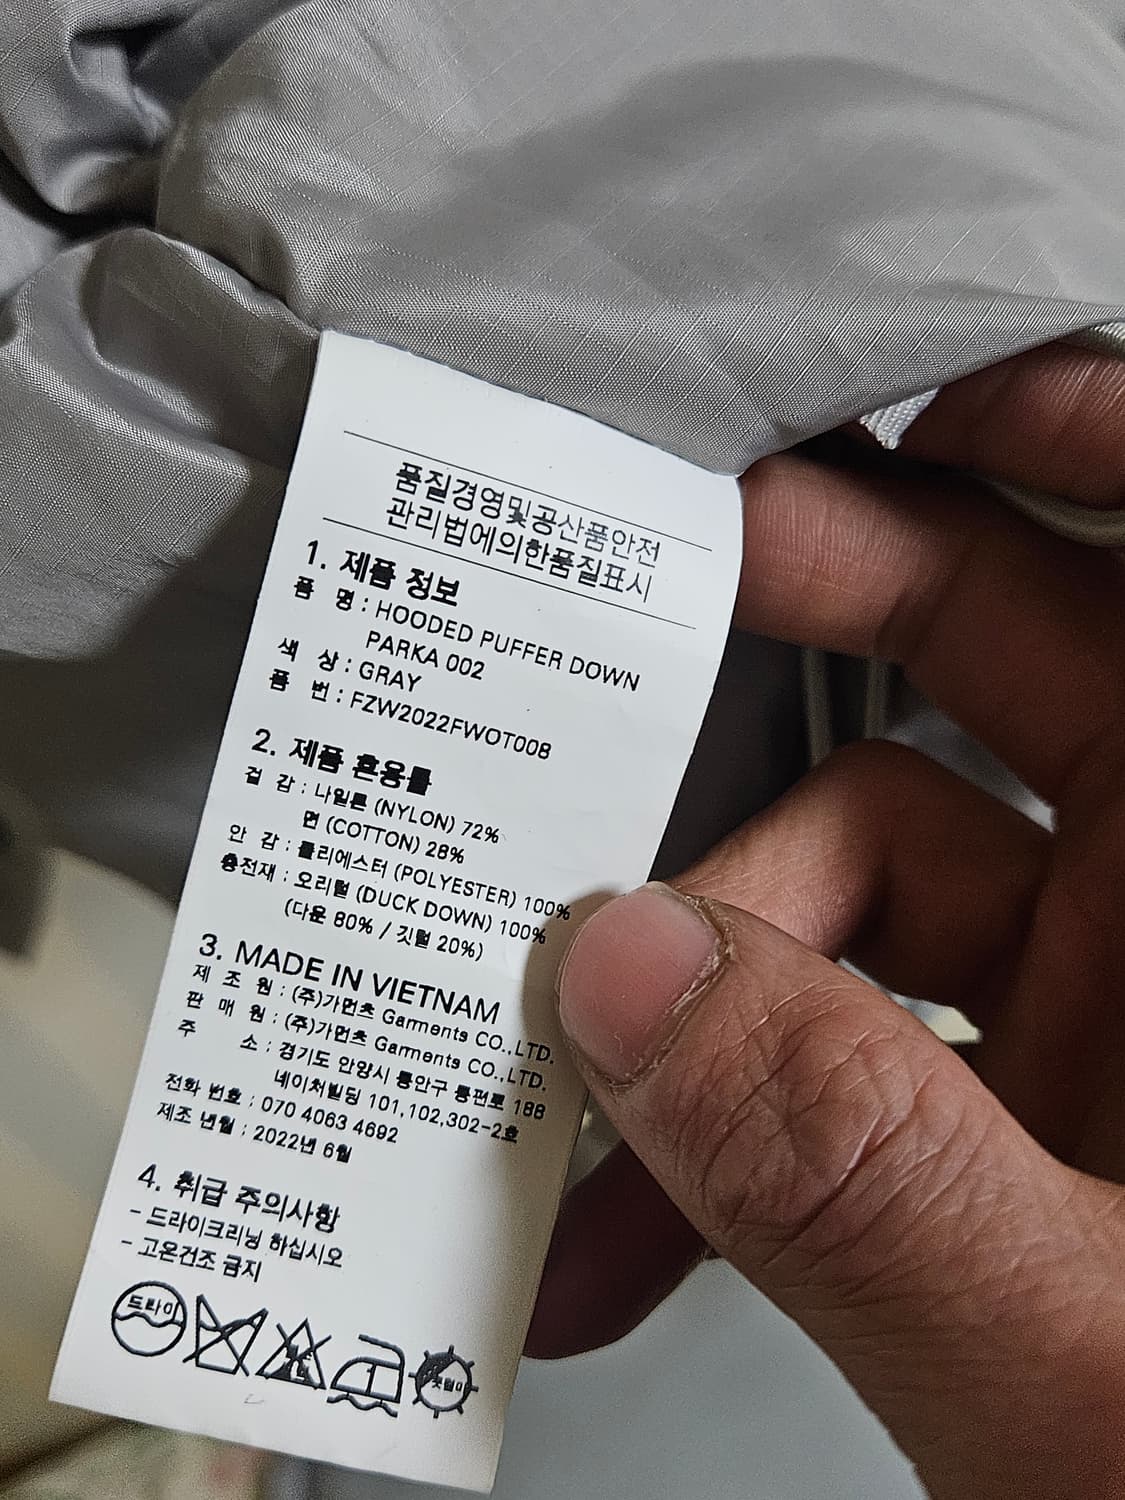 품질경영및공산품안전
관리법에의한품질표시
1. 제품 정보
품 명 : HOODED PUFFER DOWN
PARKA 002
색 상 : GRAY
품 번 : FZW2022FWOT008
2. 제품 혼용률
겉 감 : 나일론 (NYLON) 72%
면 (COTTON) 28%
안 감 : 폴리에스터 (POLYESTER) 100%
충전재 : 오리털 (DUCK DOWN) 100%
(다운 80% / 깃털 20%)
3. MADE IN VIETNAM
제 조 원 : (주)가먼츠 Garments CO.,LTD.
판 매 원 : (주)가먼츠 Garments CO.,LTD.
주 소 : 경기도 안양시 동안구 동편로 188
네이처빌딩 101,102,302-2호
전화 번호 : 070 4063 4692
제조 년월 : 2022년 6월
4. 취급 주의사항
- 드라이크리닝 하십시오
- 고온건조 금지
드라이